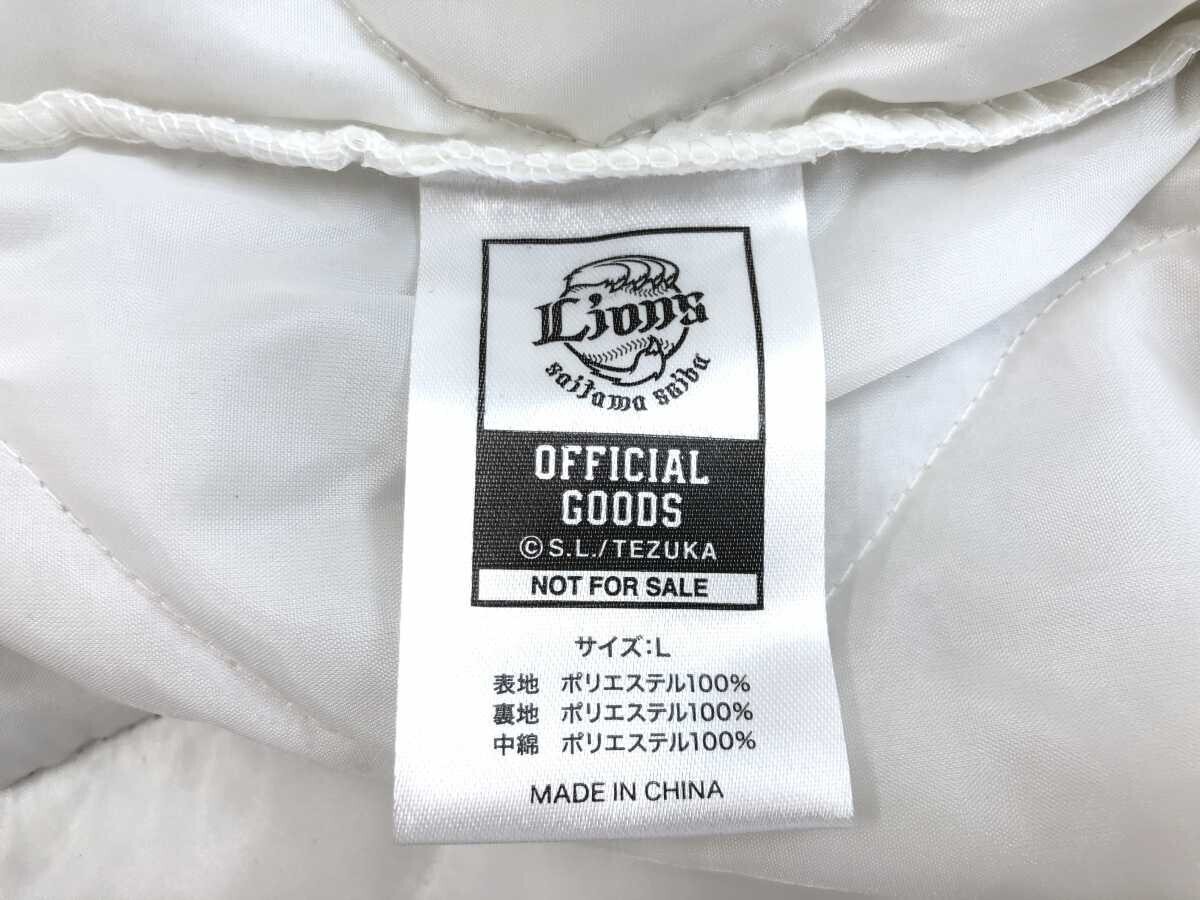 Lions
saitama seibu
OFFICIAL
GOODS
©S.L./TEZUKA
NOT FOR SALE
サイズ:L
表地 ポリエステル100%
裏地 ポリエステル100%
中綿 ポリエステル100%
MADE IN CHINA